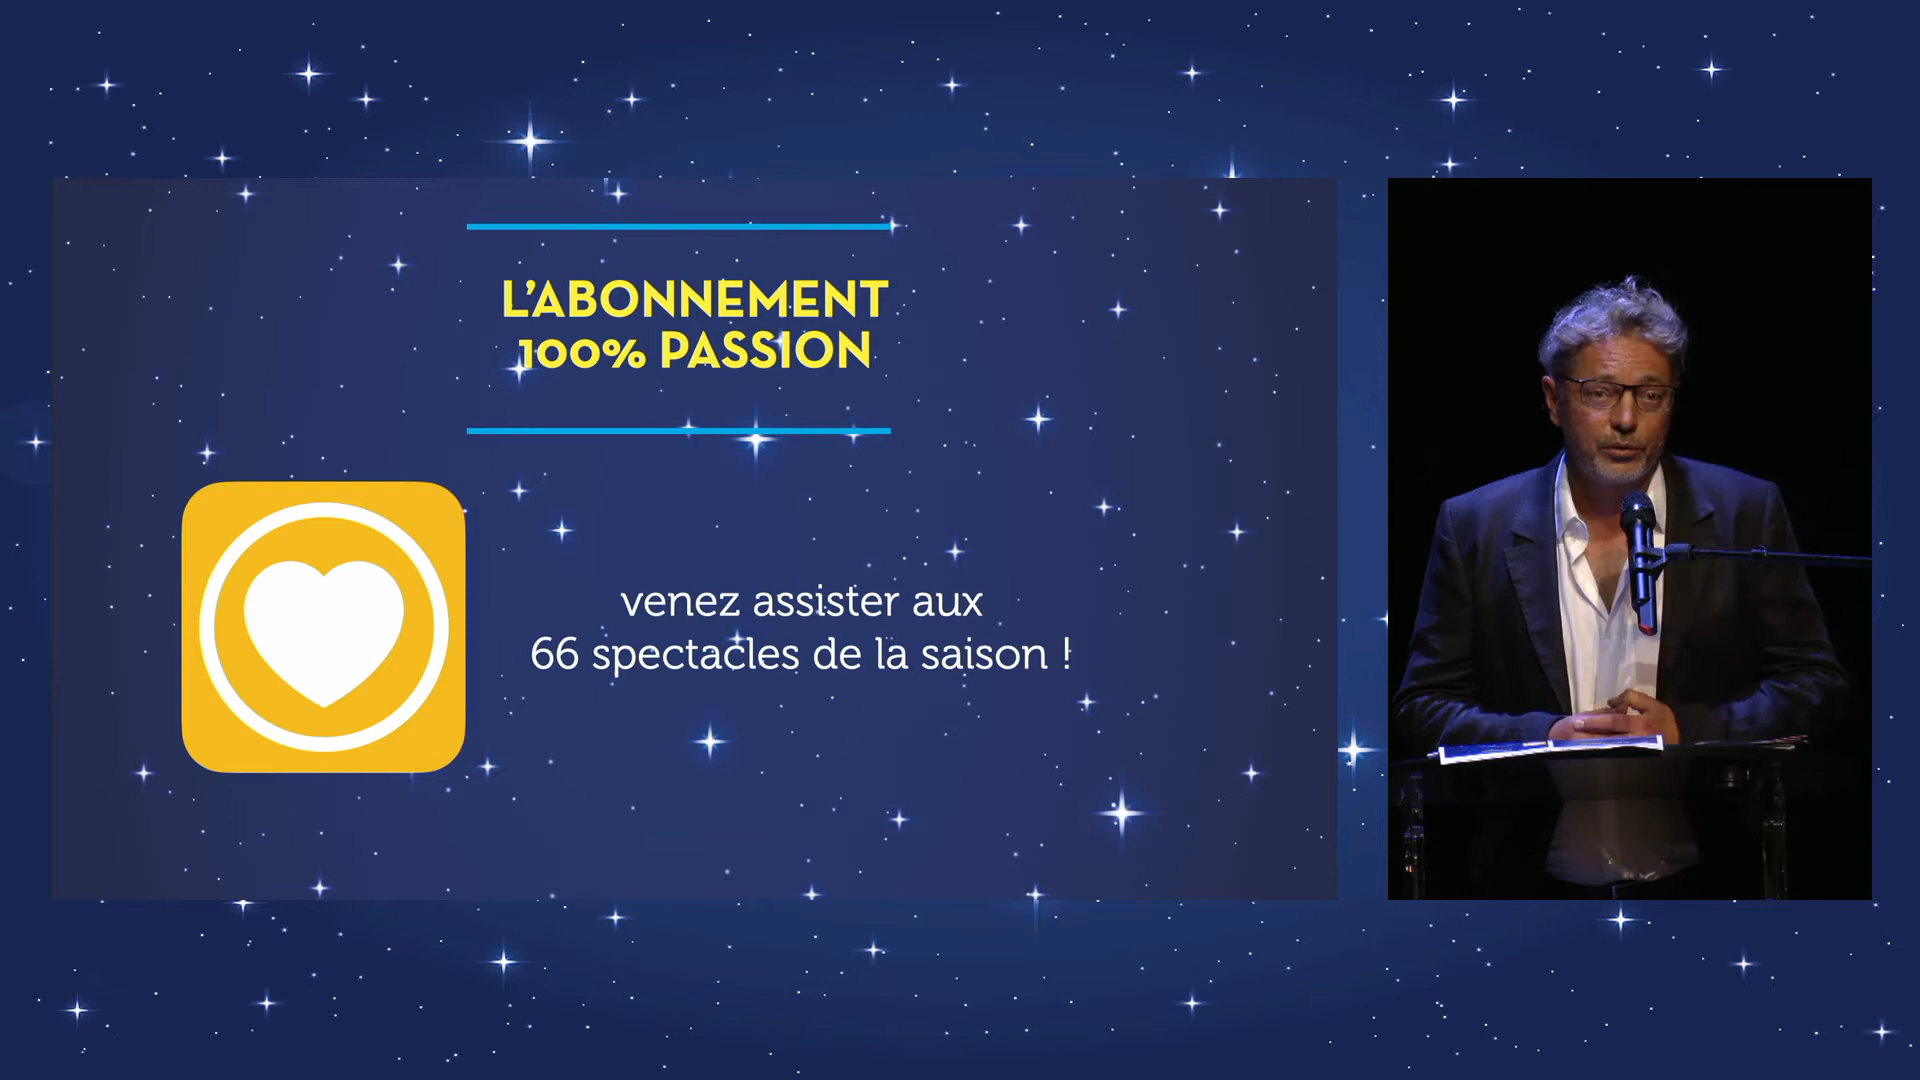 L’ABONNEMENT
100% PASSION
venez assister aux
66 spectacles de la saison !